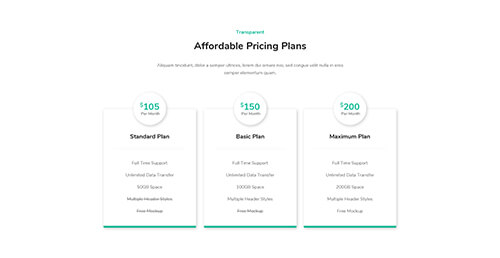 Transparent
Affordable Pricing Plans
Aliquam tincidunt, dolor a semper ultrices, lorem dui ornare nisi, sed congue velit nulla in eros
semper elementum quam.
$105
Per Month
Standard Plan
Full Time Support
Unlimited Data Transfer
50GB Space
Multiple Header Styles
Free Mockup
$150
Per Month
Basic Plan
Full Time Support
Unlimited Data Transfer
100GB Space
Multiple Header Styles
Free Mockup
$200
Per Month
Maximum Plan
Full Time Support
Unlimited Data Transfer
200GB Space
Multiple Header Styles
Free Mockup